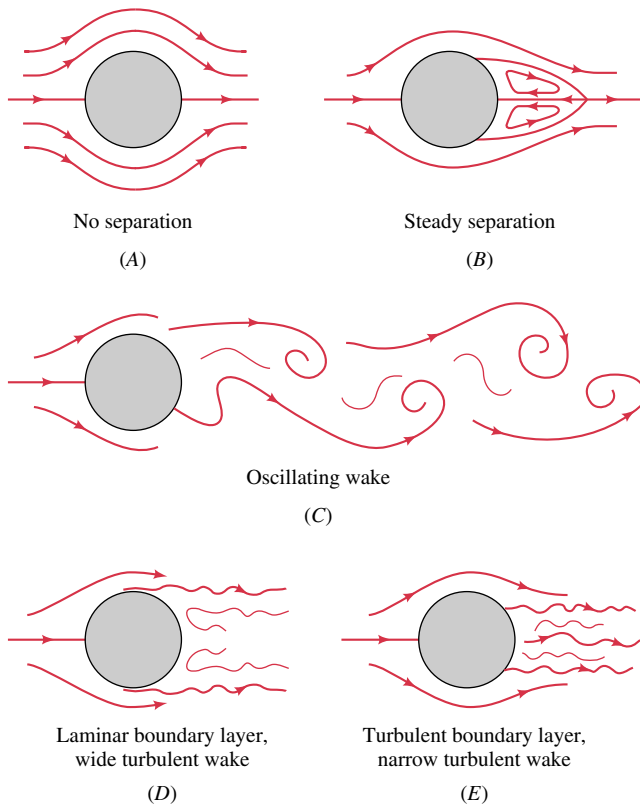 No separation
(A)
Steady separation
(B)
Oscillating wake
(C)
Laminar boundary layer,
wide turbulent wake
(D)
Turbulent boundary layer,
narrow turbulent wake
(E)